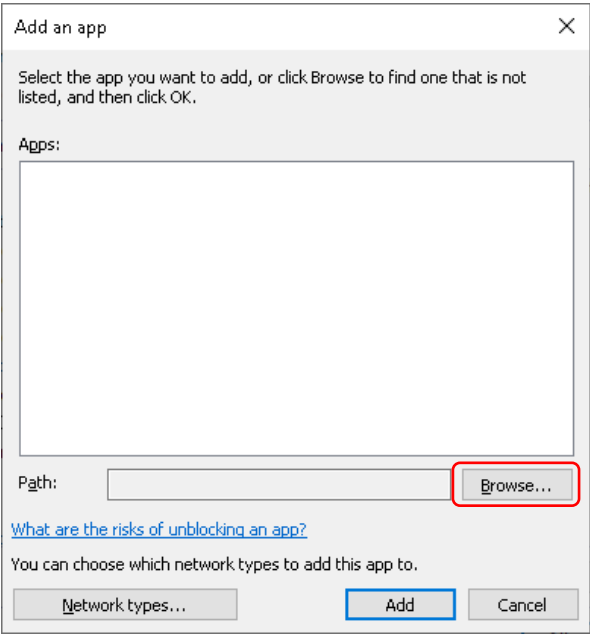 Add an app
Select the app you want to add, or click Browse to find one that is not
listed, and then click OK.
Apps:
Path:
Browse...
What are the risks of unblocking an app?
You can choose which network types to add this app to.
Network types...
Add
Cancel